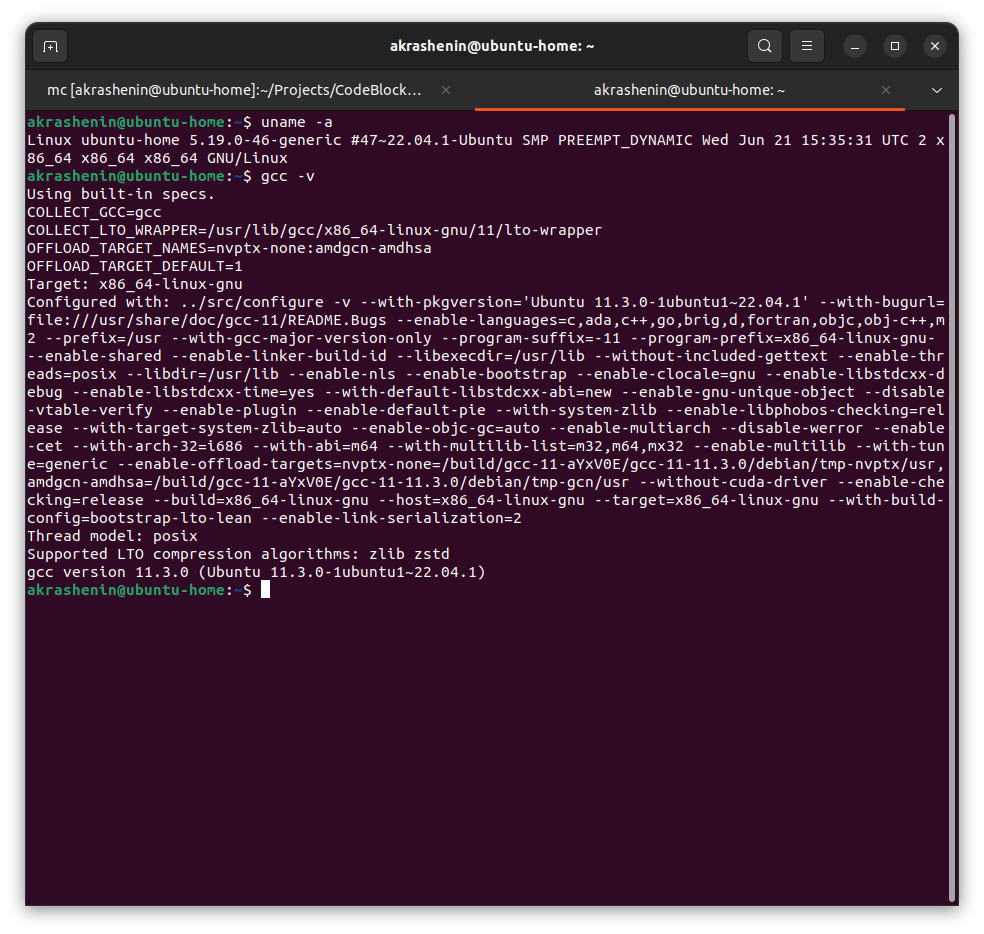 akrashenin@ubuntu-home: ~
mc [akrashenin@ubuntu-home]:~/Projects/CodeBlock...
akrashenin@ubuntu-home: ~
akrashenin@ubuntu-home:~$ uname -a
Linux ubuntu-home 5.19.0-46-generic #47~22.04.1-Ubuntu SMP PREEMPT_DYNAMIC Wed Jun 21 15:35:31 UTC 2 x
86_64 x86_64 x86_64 GNU/Linux
akrashenin@ubuntu-home:~$ gcc -v
Using built-in specs.
COLLECT_GCC=gcc
COLLECT_LTO_WRAPPER=/usr/lib/gcc/x86_64-linux-gnu/11/lto-wrapper
OFFLOAD_TARGET_NAMES=nvptx-none:amdgcn-amdhsa
OFFLOAD_TARGET_DEFAULT=1
Target: x86_64-linux-gnu
Configured with: ../src/configure -v --with-pkgversion='Ubuntu 11.3.0-1ubuntu1~22.04.1' --with-bugurl=
file:///usr/share/doc/gcc-11/README.Bugs --enable-languages=c,ada,c++,go,brig,d,fortran,objc,obj-c++,m
2 --prefix=/usr --with-gcc-major-version-only --program-suffix=-11 --program-prefix=x86_64-linux-gnu-
--enable-shared --enable-linker-build-id --libexecdir=/usr/lib --without-included-gettext --enable-thr
eads=posix --libdir=/usr/lib --enable-nls --enable-bootstrap --enable-clocale=gnu --enable-libstdcxx-d
ebug --enable-libstdcxx-time=yes --with-default-libstdcxx-abi=new --enable-gnu-unique-object --disable
-vtable-verify --enable-plugin --enable-default-pie --with-system-zlib --enable-libphobos-checking=rel
ease --with-target-system-zlib=auto --enable-objc-gc=auto --enable-multiarch --disable-werror --enable
-cet --with-arch-32=i686 --with-abi=m64 --with-multilib-list=m32,m64,mx32 --enable-multilib --with-tun
e=generic --enable-offload-targets=nvptx-none=/build/gcc-11-aYxV0E/gcc-11-11.3.0/debian/tmp-nvptx/usr,
amdgcn-amdhsa=/build/gcc-11-aYxV0E/gcc-11-11.3.0/debian/tmp-gcn/usr --without-cuda-driver --enable-che
cking=release --build=x86_64-linux-gnu --host=x86_64-linux-gnu --target=x86_64-linux-gnu --with-build-
config=bootstrap-lto-lean --enable-link-serialization=2
Thread model: posix
Supported LTO compression algorithms: zlib zstd
gcc version 11.3.0 (Ubuntu 11.3.0-1ubuntu1~22.04.1)
akrashenin@ubuntu-home:~$